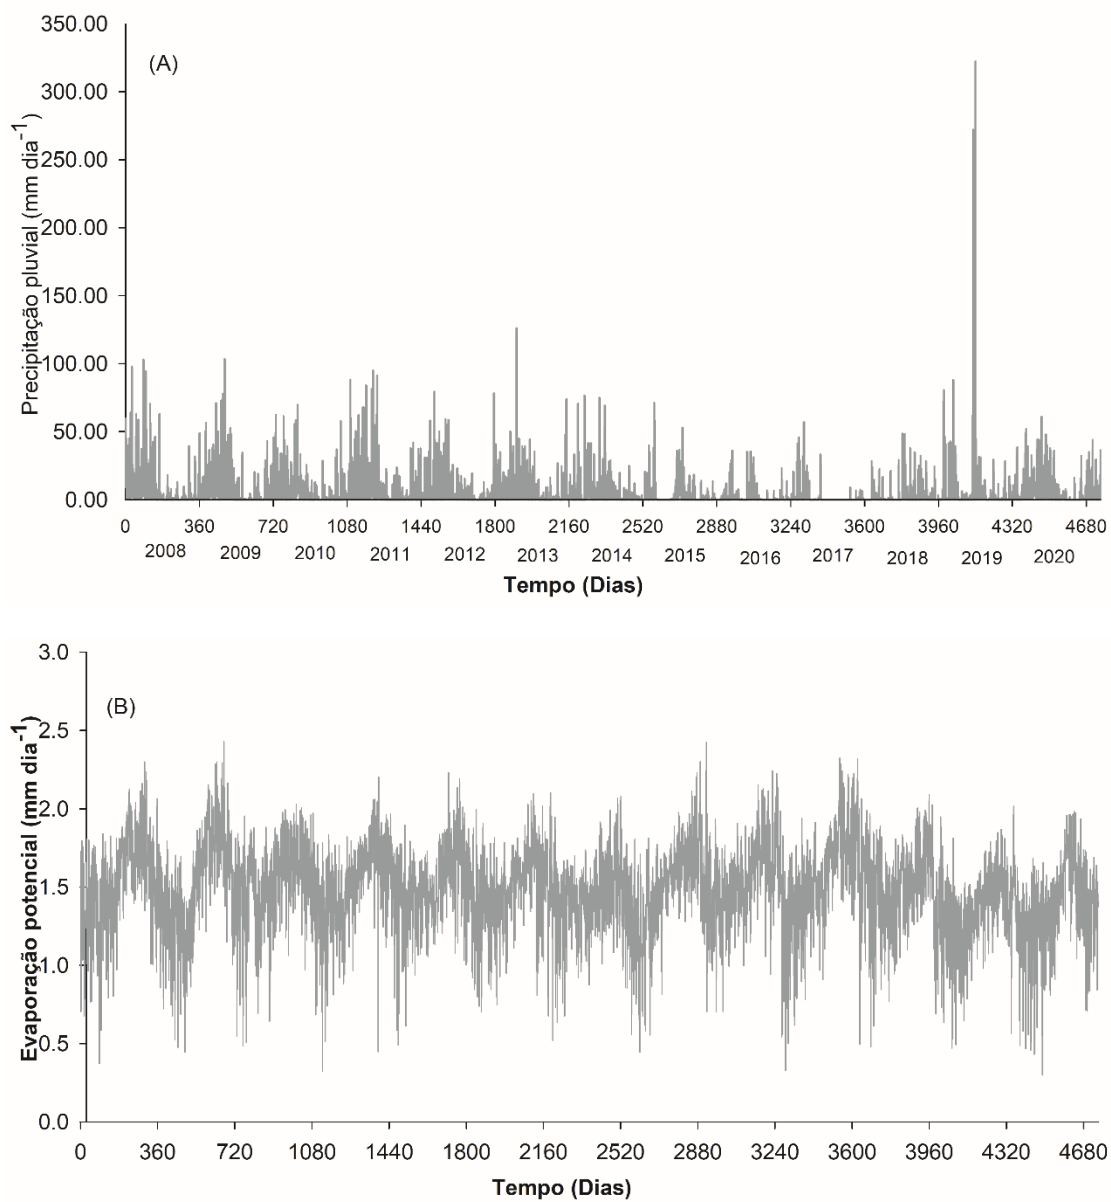 350.00
(A)
300.00
250.00
200.00
150.00
100.00
50.00
0.00
Precipitação pluvial (mm dia-1)
0 360 720 1080 1440 1800 2160 2520 2880 3240 3600 3960 4320 4680
2008 2009 2010 2011 2012 2013 2014 2015 2016 2017 2018 2019 2020
Tempo (Dias)
3.0
(B)
2.5
2.0
1.5
1.0
0.5
0.0
Evaporação potencial (mm dia-1)
0 360 720 1080 1440 1800 2160 2520 2880 3240 3600 3960 4320 4680
Tempo (Dias)